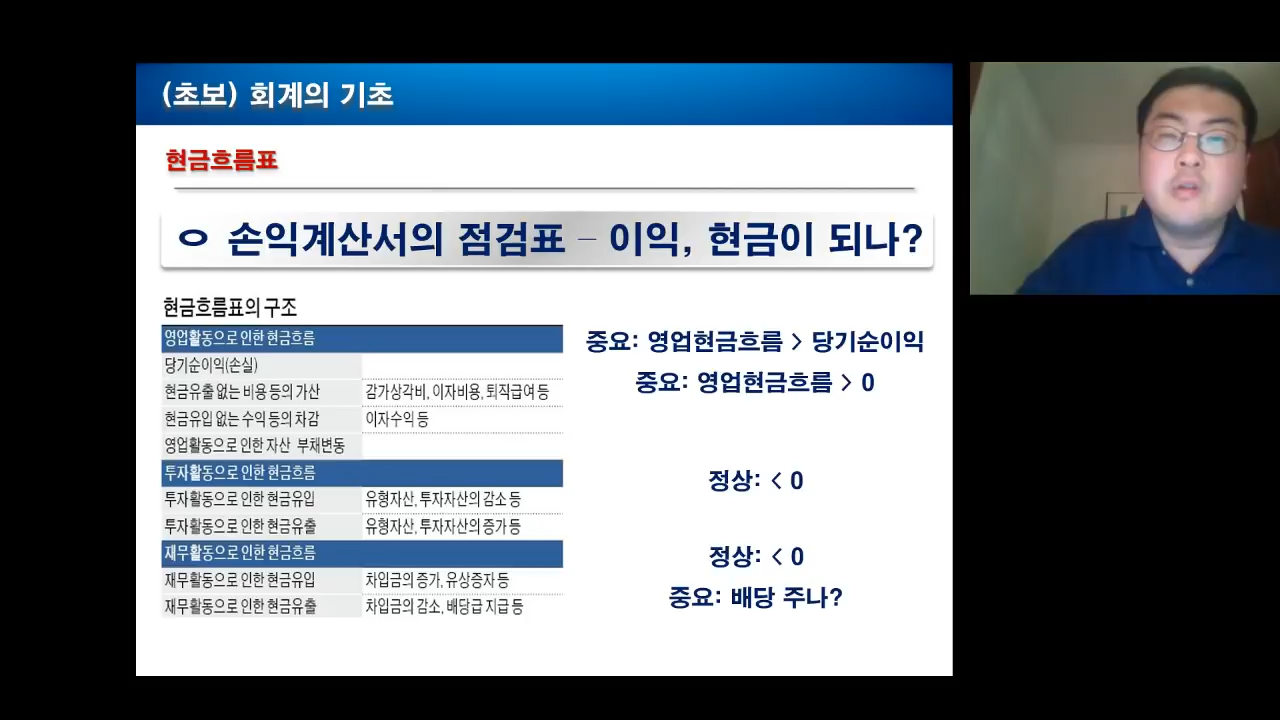 (초보) 회계의 기초
현금흐름표
ㅇ 손익계산서의 점검표 – 이익, 현금이 되나?
현금흐름표의 구조
영업활동으로 인한 현금흐름
당기순이익(손실)
현금유출 없는 비용 등의 가산 감가상각비, 이자비용, 퇴직급여 등
현금유입 없는 수익 등의 차감 이자수익 등
영업활동으로 인한 자산 부채변동
투자활동으로 인한 현금흐름
투자활동으로 인한 현금유입 유형자산, 투자자산의 감소 등
투자활동으로 인한 현금유출 유형자산, 투자자산의 증가 등
재무활동으로 인한 현금흐름
재무활동으로 인한 현금유입 차입금의 증가, 유상증자 등
재무활동으로 인한 현금유출 차입금의 감소, 배당급 지급 등
중요: 영업현금흐름 > 당기순이익
중요: 영업현금흐름 > 0
정상: < 0
정상: < 0
중요: 배당 주나?